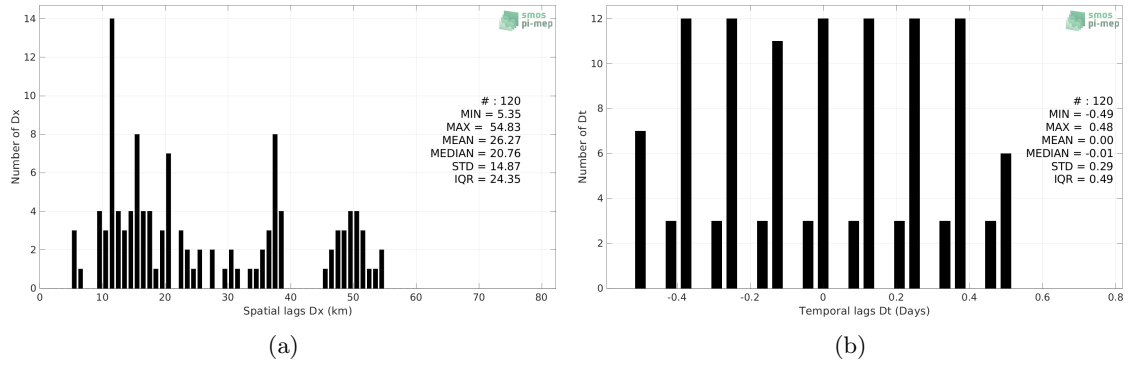 smos
pi-mep
14
12
10
8
6
4
2
0
Number of Dx
# : 120
MIN = 5.35
MAX = 54.83
MEAN = 26.27
MEDIAN = 20.76
STD = 14.87
IQR = 24.35
0 10 20 30 40 50 60 70 80
Spatial lags Dx (km)
(a)
smos
pi-mep
12
10
8
6
4
2
0
Number of Dt
# : 120
MIN = -0.49
MAX = 0.48
MEAN = 0.00
MEDIAN = -0.01
STD = 0.29
IQR = 0.49
-0.4 -0.2 0 0.2 0.4 0.6 0.8
Temporal lags Dt (Days)
(b)